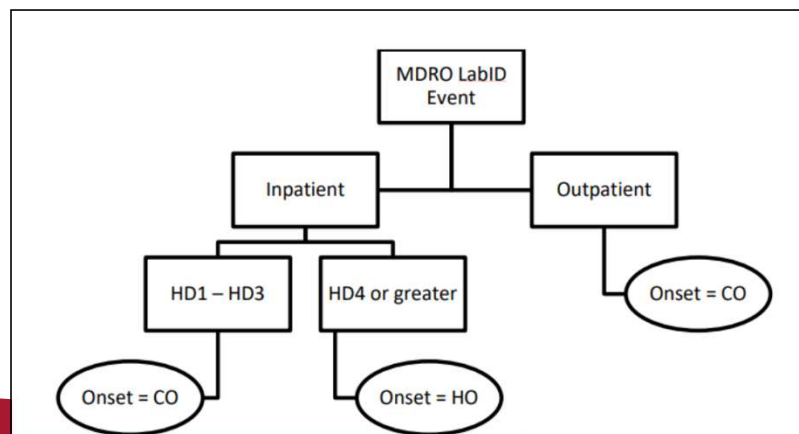 MDRO LabID
Event
Inpatient
Outpatient
HD1 – HD3
HD4 or greater
Onset = CO
Onset = CO
Onset = HO